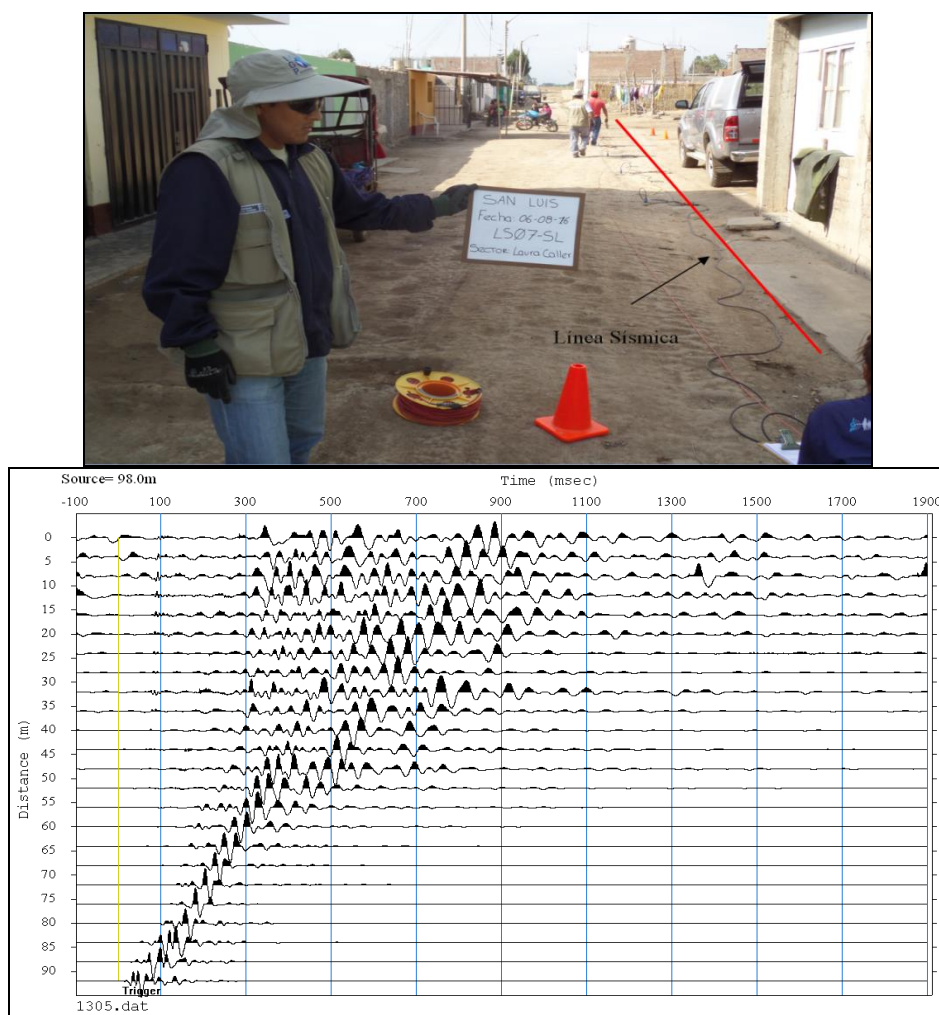 SAN LUIS
Fecha: 06-08-16
LS07-SL
Sector: Laura Caller
Línea Sísmica
Source= 98.0m
Time (msec)
-100 100 300 500 700 900 1100 1300 1500 1700 1900
Distance (m)
0
5
10
15
20
25
30
35
40
45
50
55
60
65
70
75
80
85
90
Trigger
1305.dat